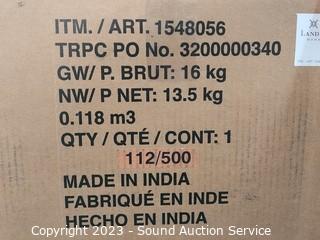 ITM. / ART. 1548056
TRPC PO No. 3200000340
GW/ P. BRUT: 16 kg
NW/ P NET: 13.5 kg
0.118 m3
QTY / QTÉ / CONT: 1
112/500
MADE IN INDIA
FABRIQUÉ EN INDE
HECHO EN INDIA
LAND
Copyright 2023 - Sound Auction Service